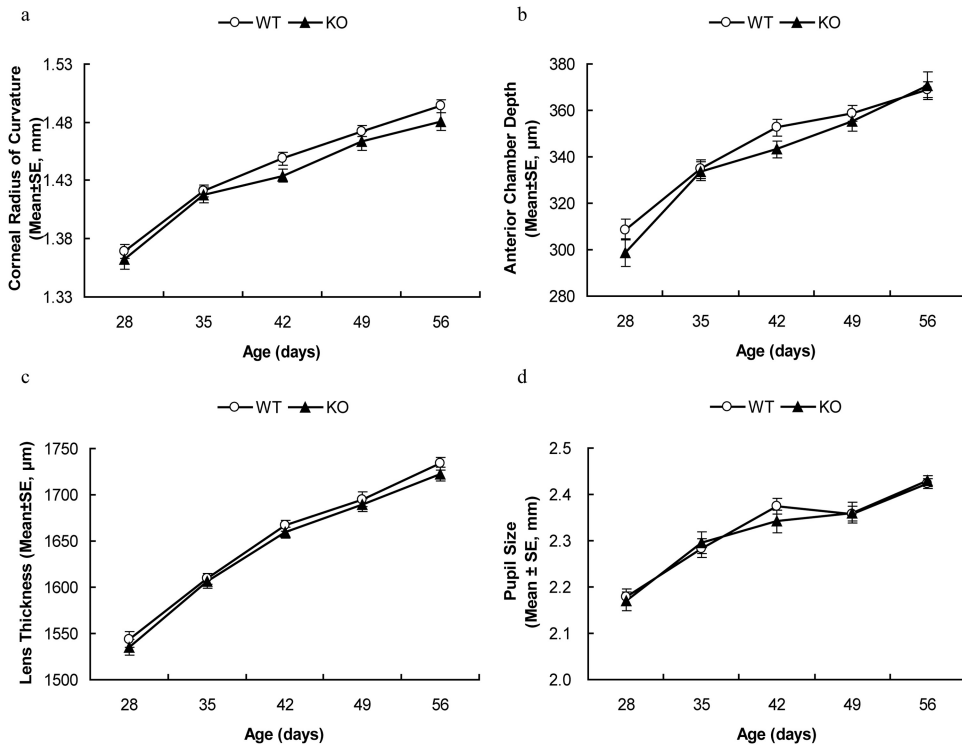 a
WT KO
Corneal Radius of Curvature
(Mean±SE, mm)
1.53
1.48
1.43
1.38
1.33
28 35 42 49 56
Age (days)
b
WT KO
Anterior Chamber Depth
(Mean±SE, µm)
380
360
340
320
300
280
28 35 42 49 56
Age (days)
c
WT KO
Lens Thickness (Mean±SE, µm)
1750
1700
1650
1600
1550
1500
28 35 42 49 56
Age (days)
d
WT KO
Pupil Size
(Mean ± SE, mm)
2.5
2.4
2.3
2.2
2.1
2.0
28 35 42 49 56
Age (days)